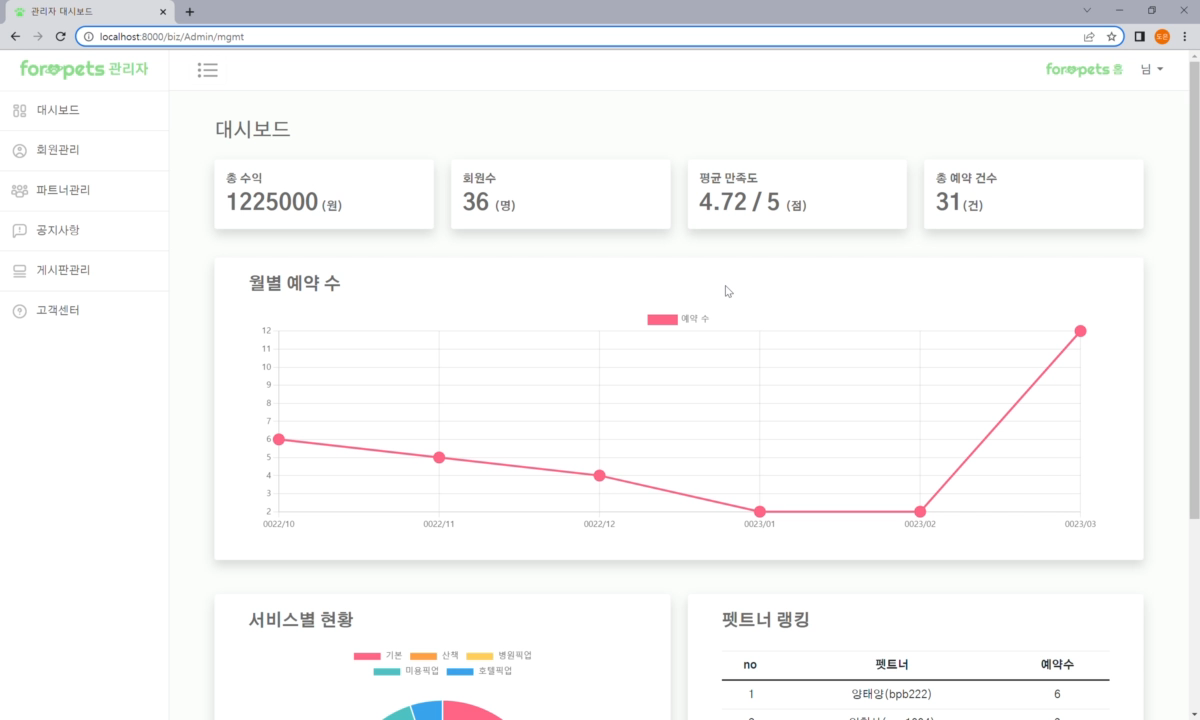 관리자 대시보드
localhost:8000/biz/Admin/mgmt
도윤
forpets 관리자
forpets 홈
님
대시보드
회원관리
파트너관리
공지사항
게시판관리
고객센터
대시보드
총 수익
1225000 (원)
회원수
36 (명)
평균 만족도
4.72 / 5 (점)
총 예약 건수
31(건)
월별 예약 수
예약 수
12
11
10
9
8
7
6
5
4
3
2
0022/10 0022/11 0022/12 0023/01 0023/02 0023/03
서비스별 현황
기본 산책 병원픽업
미용픽업 호텔픽업
펫트너 랭킹
no 펫트너 예약수
1 양태양(bpb222) 6